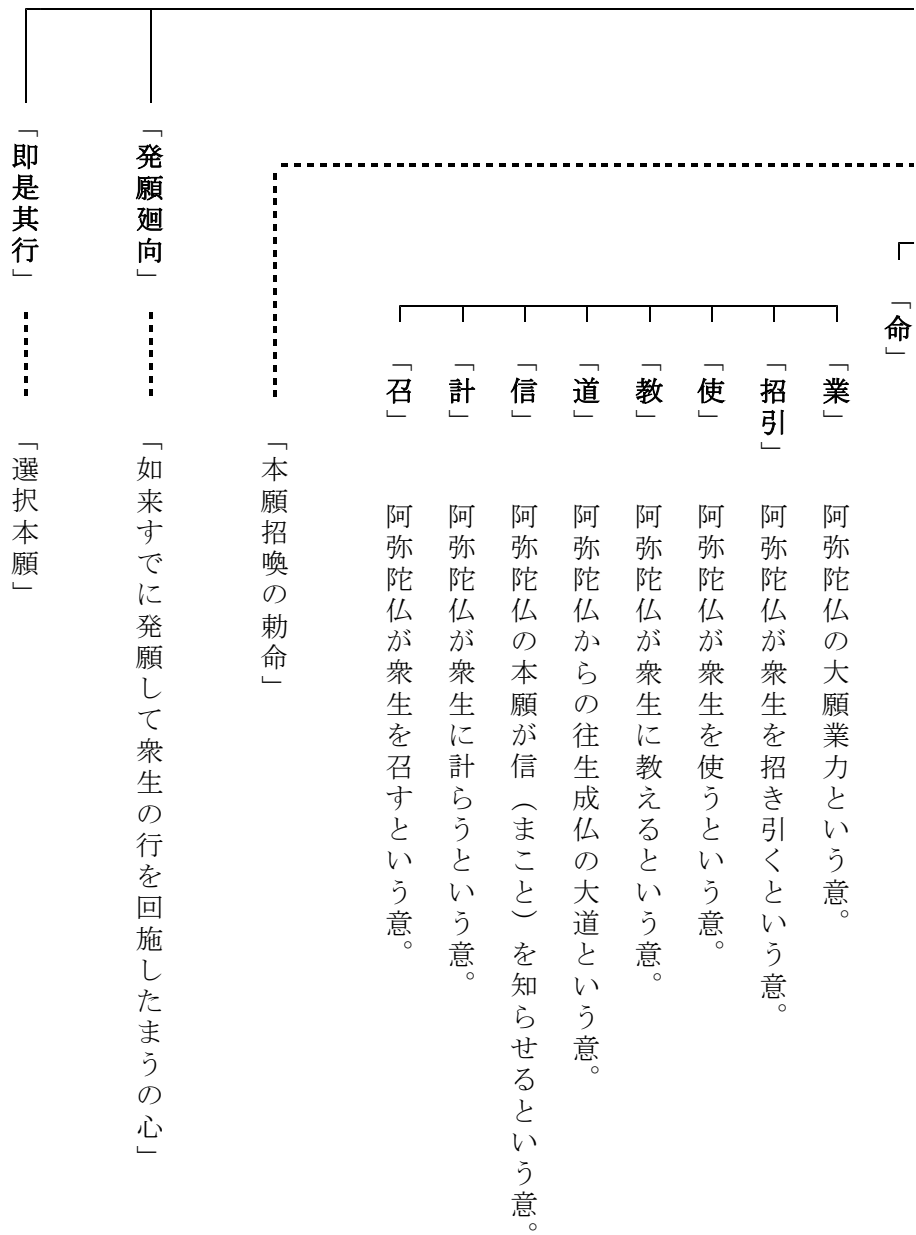 「命」
「業」　阿弥陀仏の大願業力という意。
「招引」　阿弥陀仏が衆生を招き引くという意。
「使」　阿弥陀仏が衆生を使うという意。
「教」　阿弥陀仏が衆生に教えるという意。
「道」　阿弥陀仏からの往生成仏の大道という意。
「信」　阿弥陀仏の本願が信（まこと）を知らせるという意。
「計」　阿弥陀仏が衆生に計らうという意。
「召」　阿弥陀仏が衆生を召すという意。
「本願招喚の勅命」
「発願廻向」　「如来すでに発願して衆生の行を回施したまうの心」
「即是其行」　「選択本願」